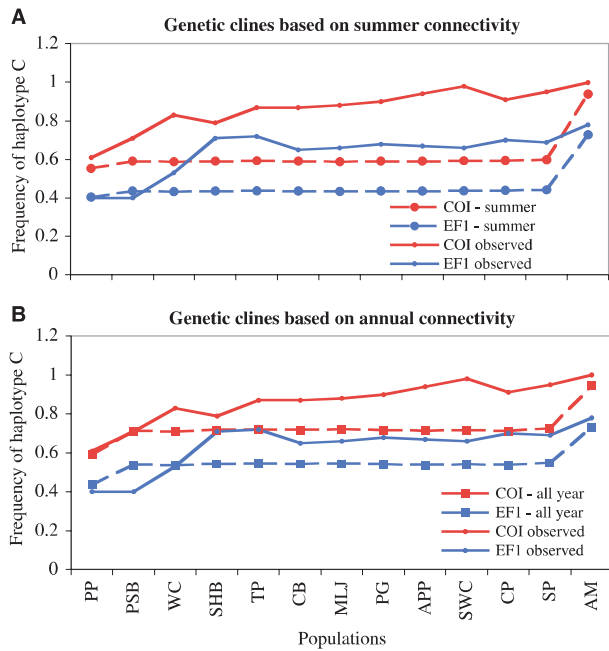 A
Genetic clines based on summer connectivity
Frequency of haplotype C
1.2
1
0.8
0.6
0.4
0.2
0
COI - summer
EF1 - summer
COI observed
EF1 observed
B
Genetic clines based on annual connectivity
Frequency of haplotype C
1.2
1
0.8
0.6
0.4
0.2
0
COI - all year
EF1 - all year
COI observed
EF1 observed
PP PSB WC SHB TP CB MLJ PG APP SWC CP SP AM
Populations